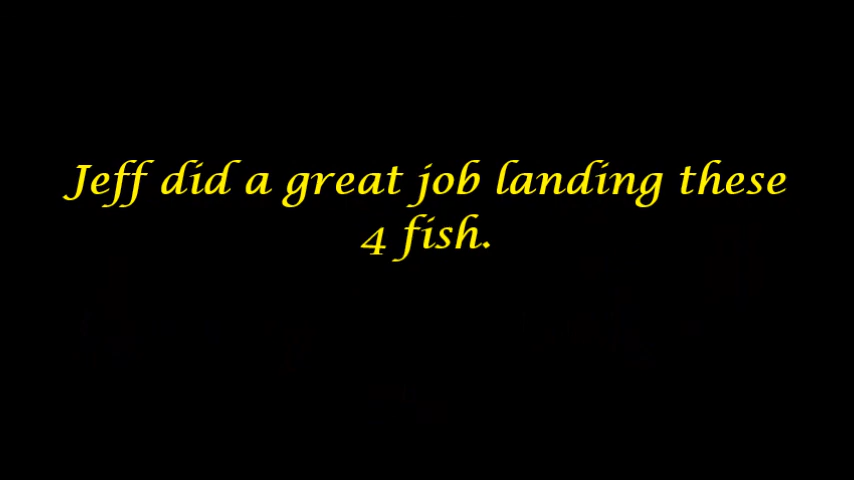 Jeff did a great job landing these
4 fish.